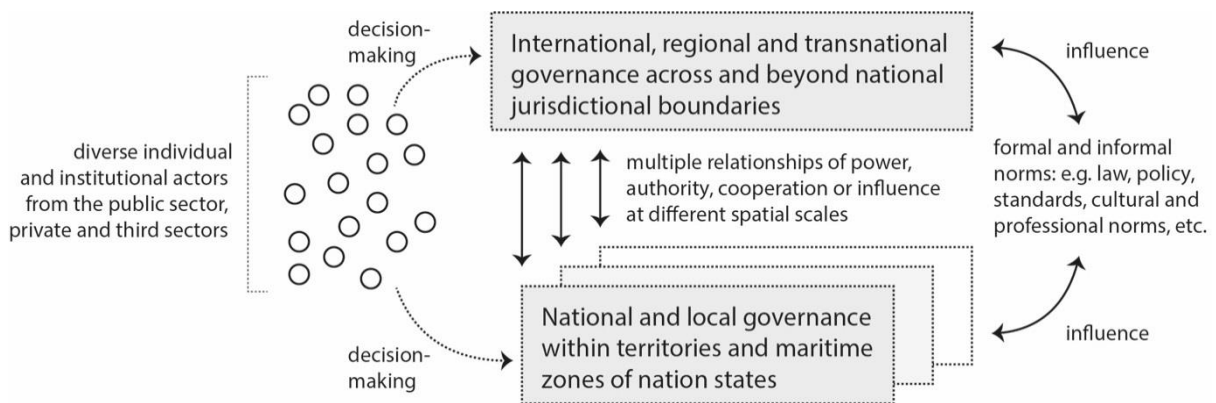 decision-
making
International, regional and transnational
governance across and beyond national
jurisdictional boundaries
influence
diverse individual
and institutional actors
from the public sector,
private and third sectors
multiple relationships of power,
authority, cooperation or influence
at different spatial scales
formal and informal
norms: e.g. law, policy,
standards, cultural and
professional norms, etc.
decision-
making
National and local governance
within territories and maritime
zones of nation states
influence